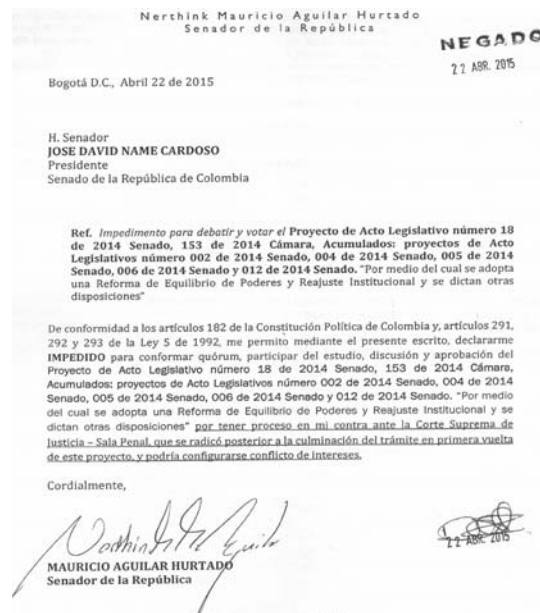 Nerthink Mauricio Aguilar Hurtado
Senador de la República
NEGADO
22 ABR. 2015
Bogotá D.C., Abril 22 de 2015
H. Senador
JOSE DAVID NAME CARDOSO
Presidente
Senado de la República de Colombia
Ref. Impedimento para debatir y votar el Proyecto de Acto Legislativo número 18
de 2014 Senado, 153 de 2014 Cámara, Acumulados: proyectos de Acto
Legislativos número 002 de 2014 Senado, 004 de 2014 Senado, 005 de 2014
Senado, 006 de 2014 Senado y 012 de 2014 Senado. "Por medio del cual se adopta
una Reforma de Equilibrio de Poderes y Reajuste Institucional y se dictan otras
disposiciones"
De conformidad a los artículos 182 de la Constitución Política de Colombia y, artículos 291,
292 y 293 de la Ley 5 de 1992, me permito mediante el presente escrito, declararme
IMPEDIDO para conformar quórum, participar del estudio, discusión y aprobación del
Proyecto de Acto Legislativo número 18 de 2014 Senado, 153 de 2014 Cámara,
Acumulados: proyectos de Acto Legislativos número 002 de 2014 Senado, 004 de 2014
Senado, 005 de 2014 Senado, 006 de 2014 Senado y 012 de 2014 Senado. "Por medio
del cual se adopta una Reforma de Equilibrio de Poderes y Reajuste Institucional y se
dictan otras disposiciones" por tener proceso en mi contra ante la Corte Suprema de
Justicia – Sala Penal, que se radicó posterior a la culminación del trámite en primera vuelta
de este proyecto, y podría configurarse conflicto de intereses.
Cordialmente,
22 ABR. 2015
MAURICIO AGUILAR HURTADO
Senador de la República